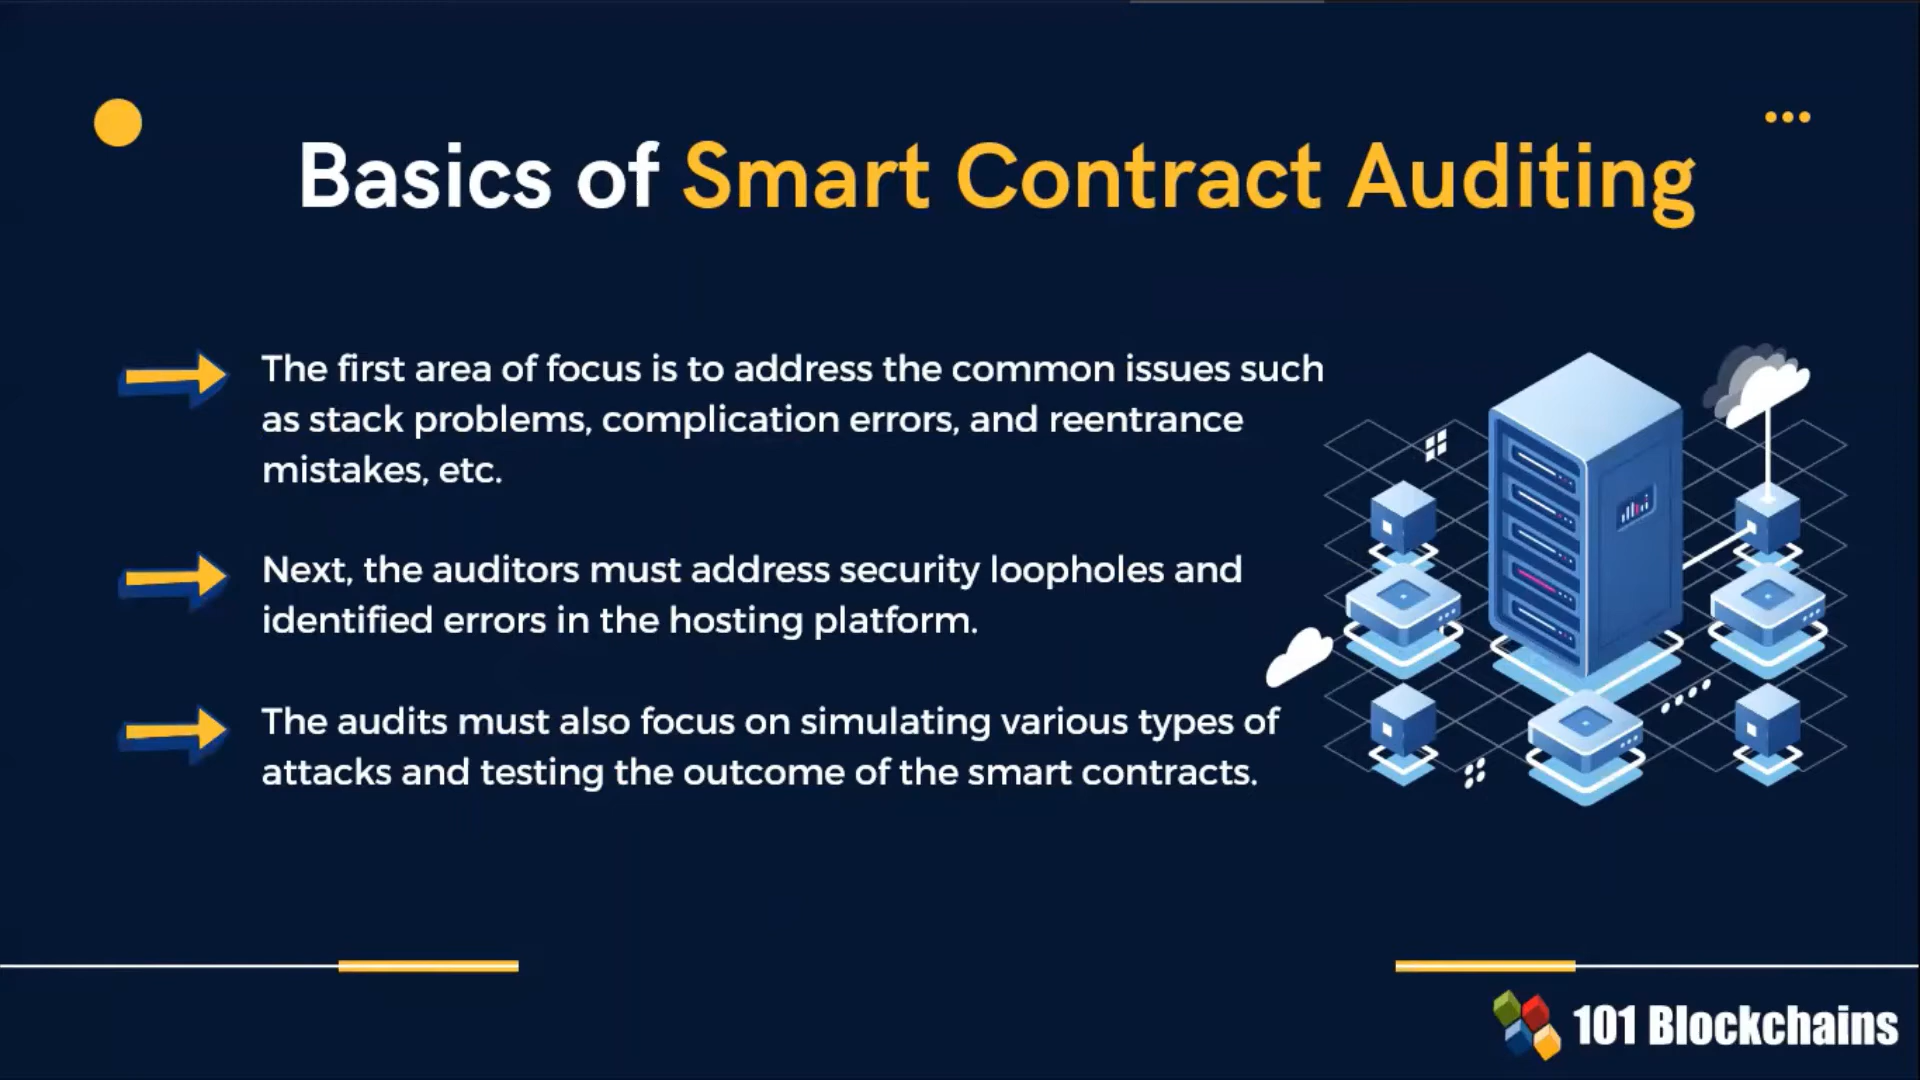 Basics of Smart Contract Auditing
The first area of focus is to address the common issues such
as stack problems, complication errors, and reentrance
mistakes, etc.
Next, the auditors must address security loopholes and
identified errors in the hosting platform.
The audits must also focus on simulating various types of
attacks and testing the outcome of the smart contracts.
101 Blockchains